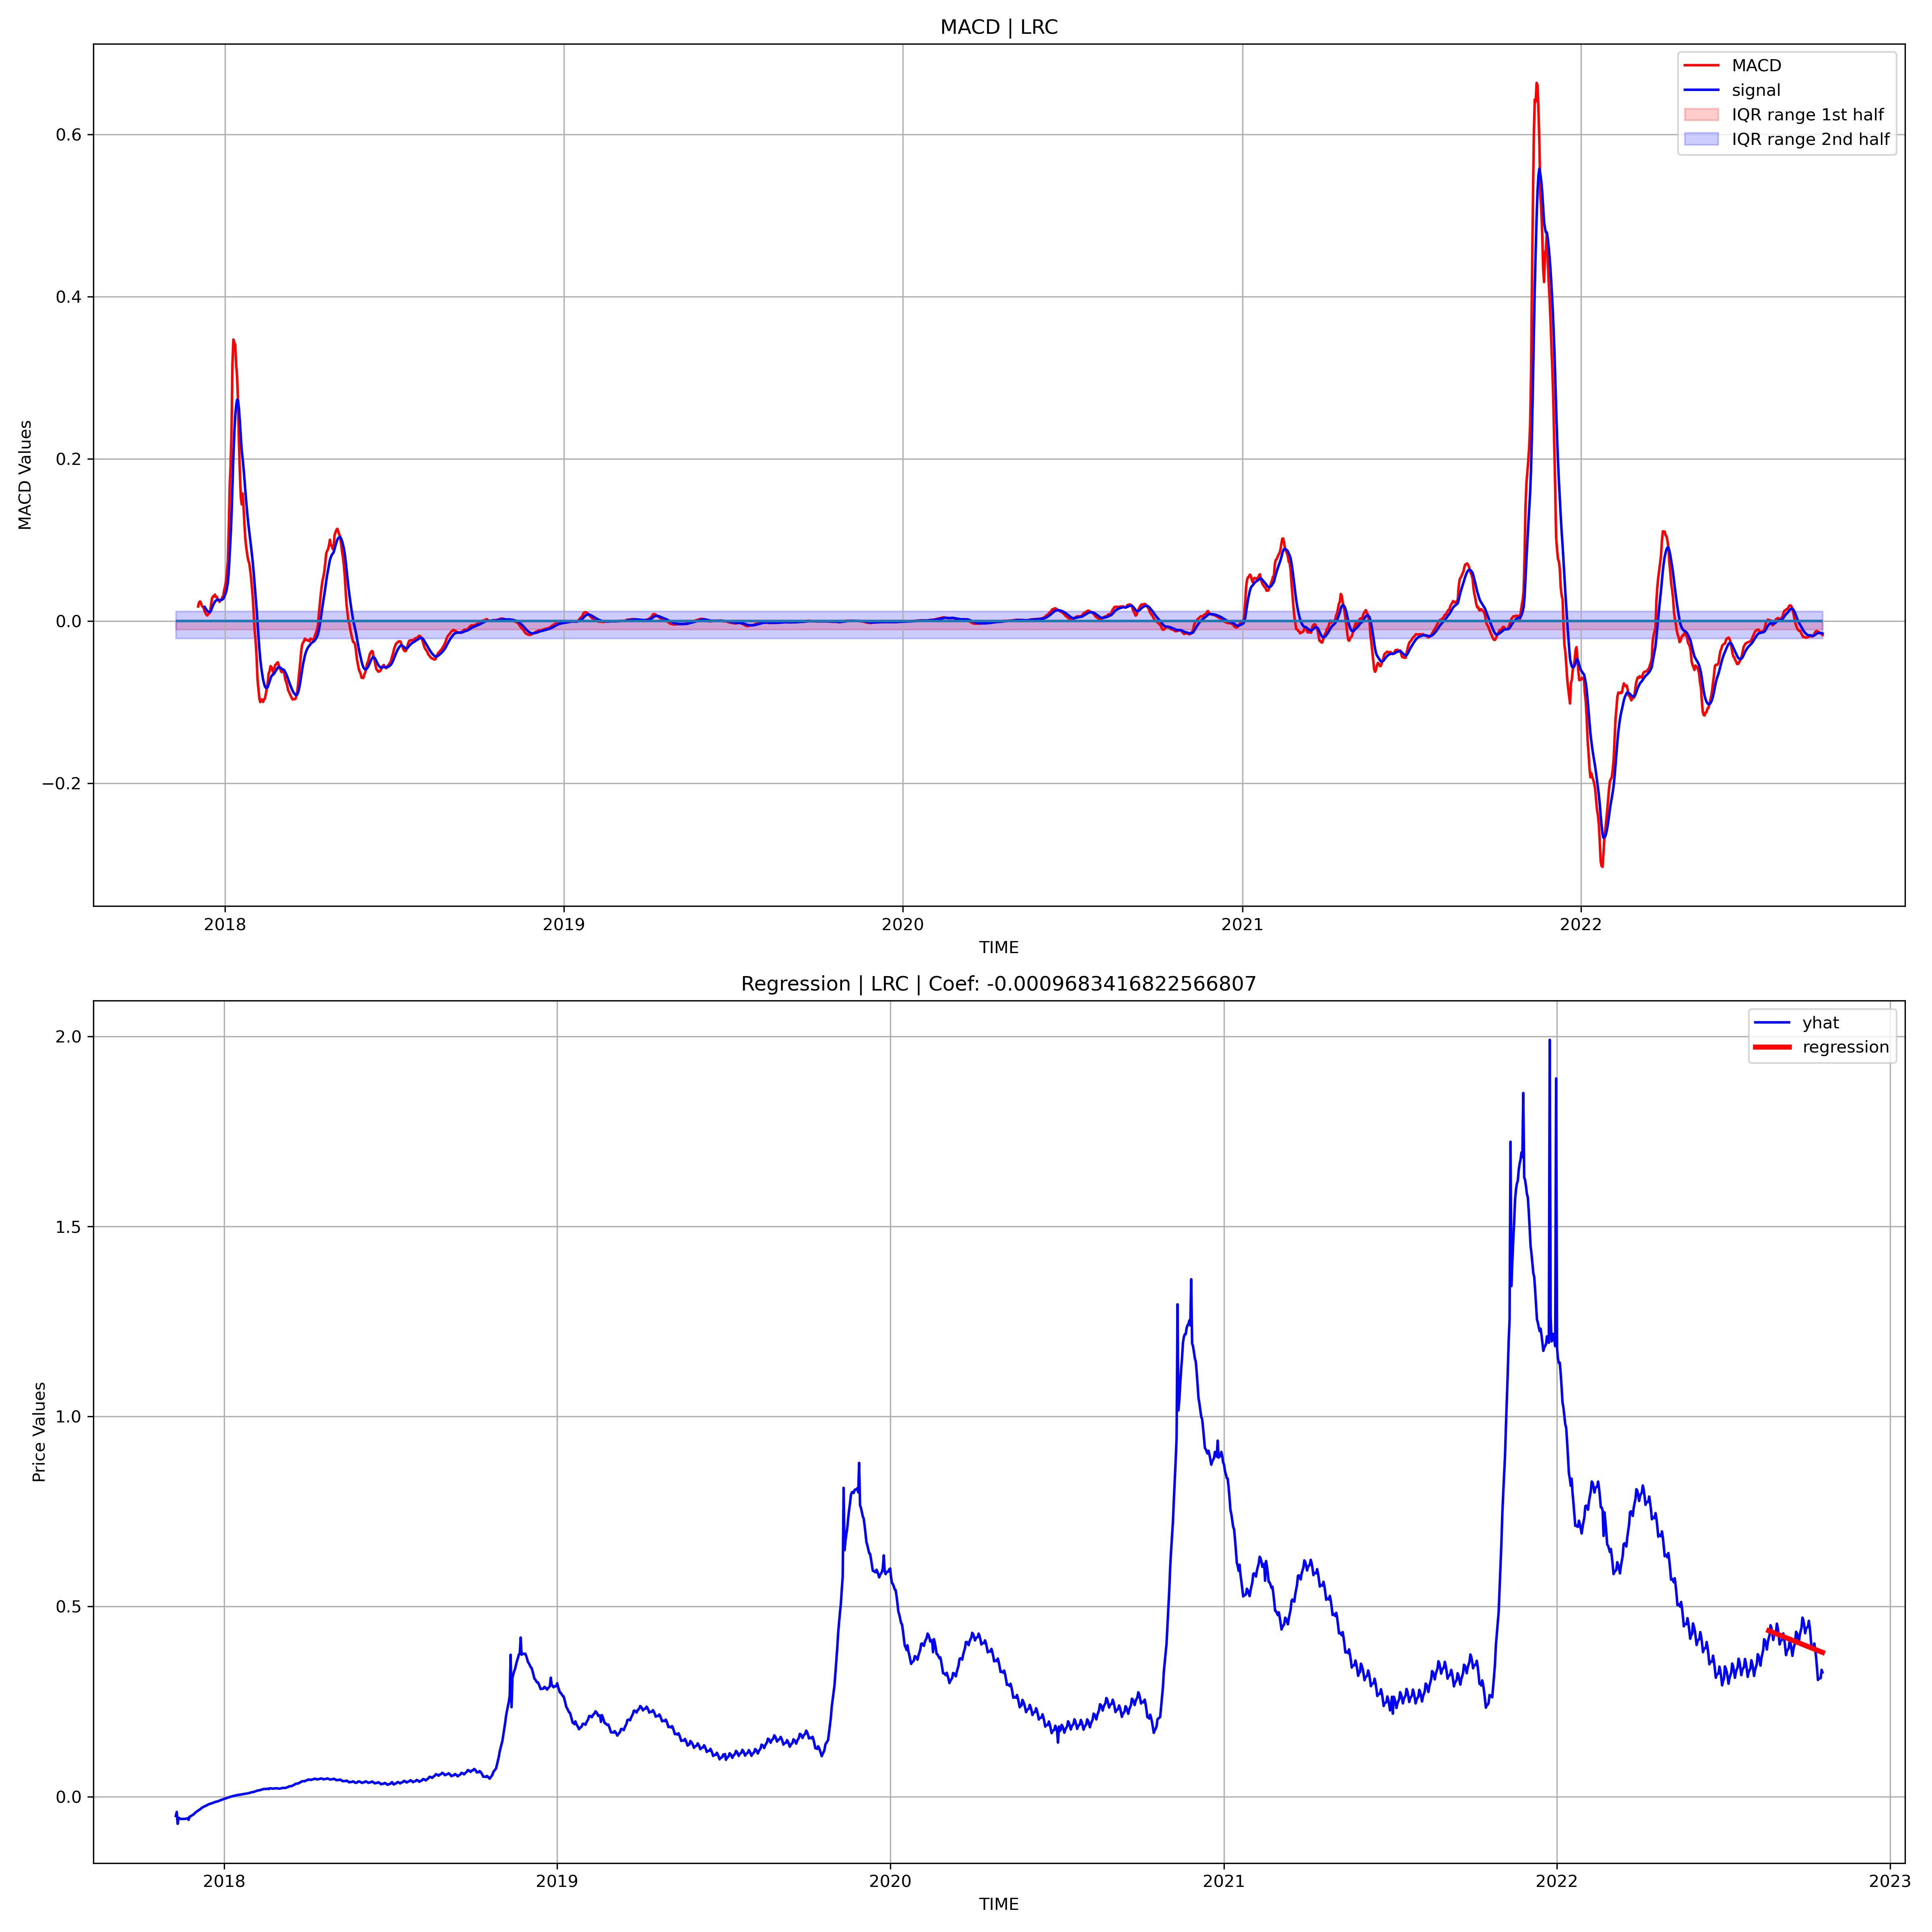 MACD | LRC
MACD
signal
IQR range 1st half
IQR range 2nd half
MACD Values
0.6
0.4
0.2
0.0
−0.2
2018
2019
2020
2021
2022
TIME
Regression | LRC | Coef: -0.0009683416822566807
yhat
regression
Price Values
2.0
1.5
1.0
0.5
0.0
2018
2019
2020
2021
2022
2023
TIME